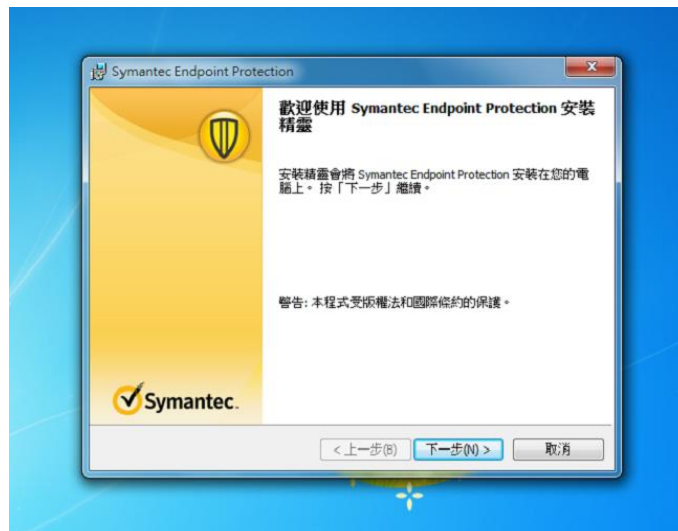 Symantec Endpoint Protection
歡迎使用 Symantec Endpoint Protection 安裝
精靈
安裝精靈會將 Symantec Endpoint Protection 安裝在您的電
腦上。 按「下一步」繼續。
警告: 本程式受版權法和國際條約的保護。
Symantec.
< 上一步(B)
下一步(N) >
取消